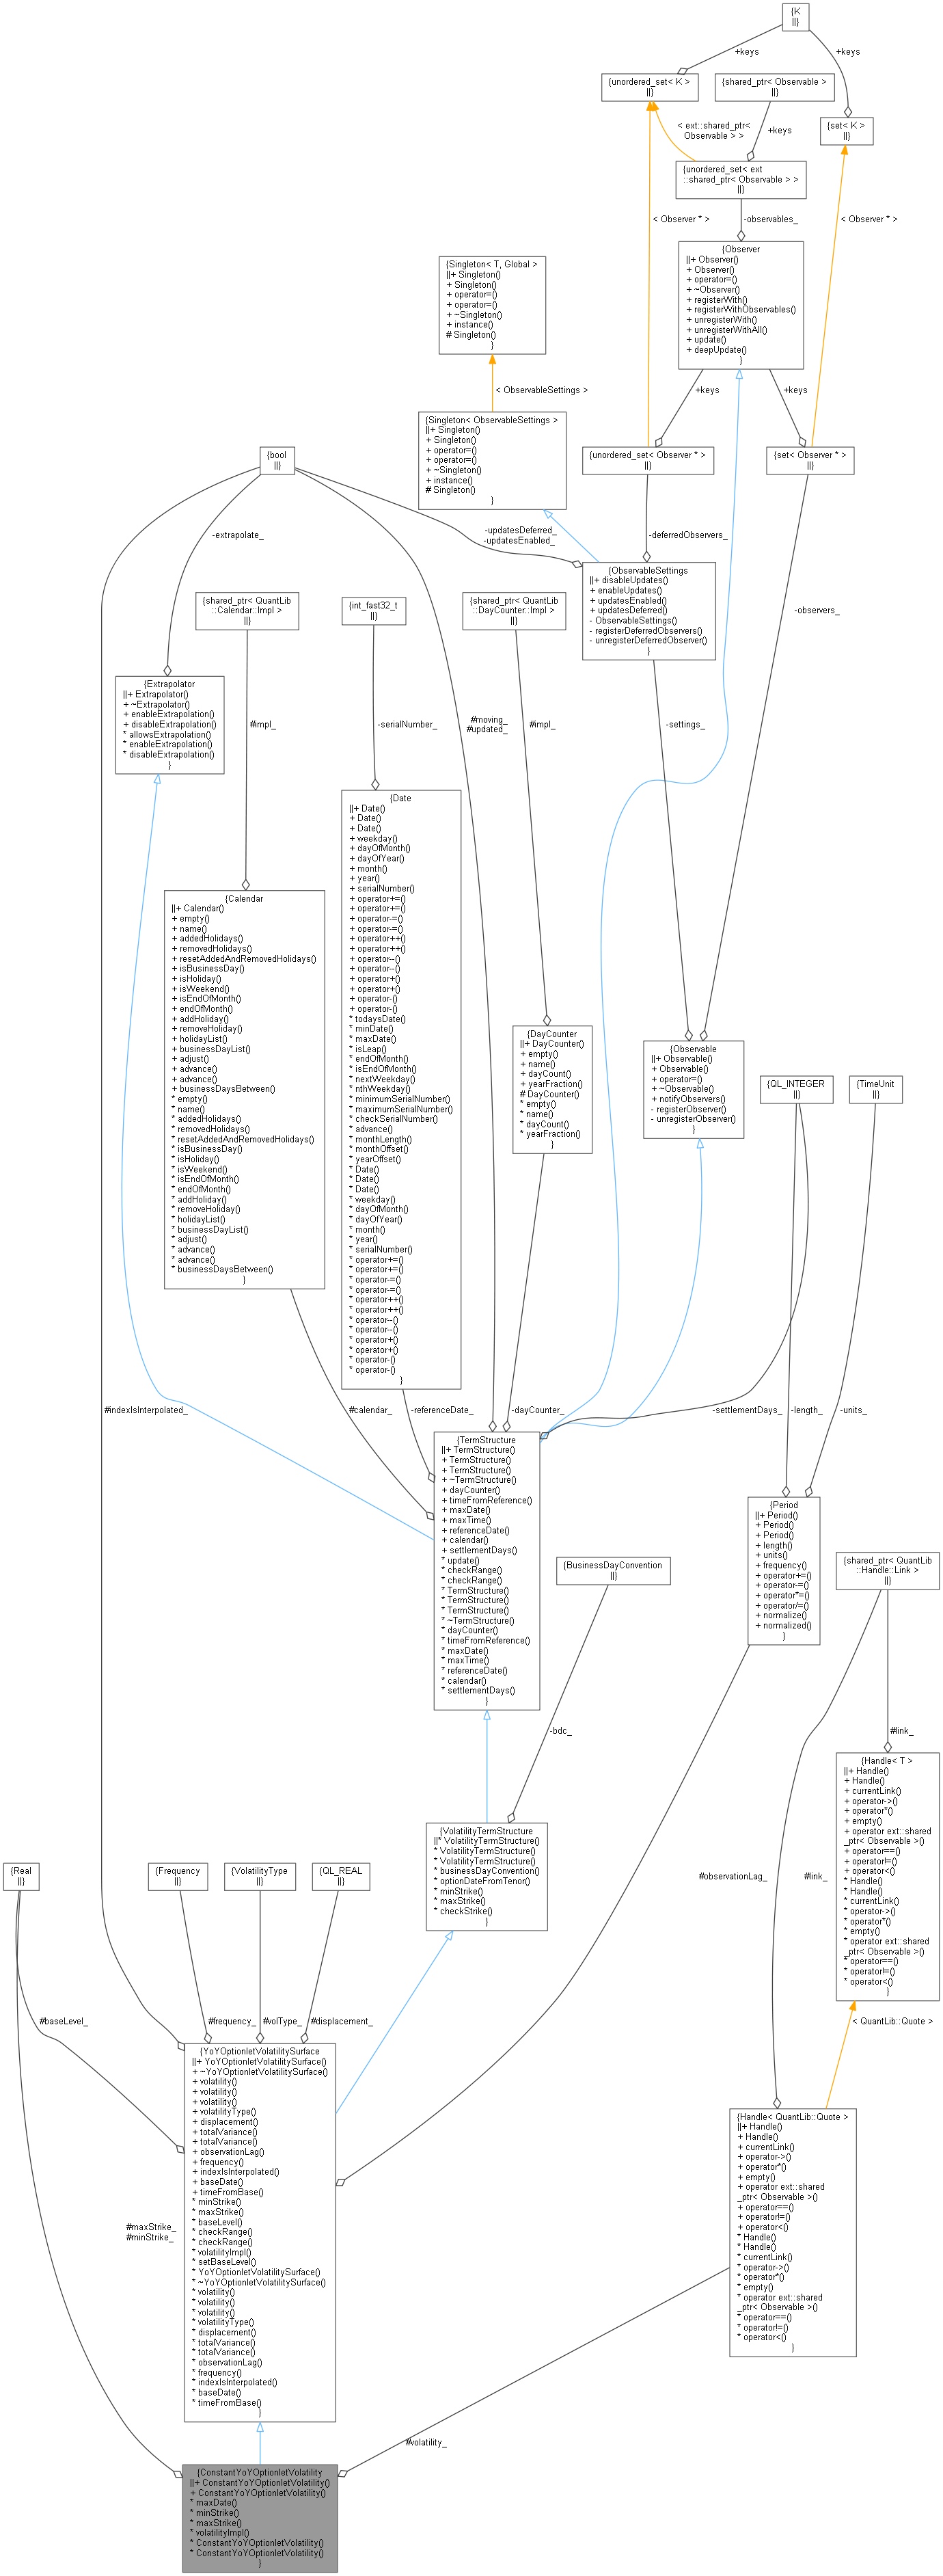 {K
||}
+keys
+keys
{unordered_set< K >
||}
{shared_ptr< Observable >
||}
{set< K >
||}
< ext::shared_ptr<
Observable > >
+keys
{unordered_set< ext
::shared_ptr< Observable > >
||}
< Observer * >
-observables_
< Observer * >
{Observer
||+ Observer()
+ Observer()
+ operator=()
+ ~Observer()
+ registerWith()
+ registerWithObservables()
+ unregisterWith()
+ unregisterWithAll()
+ update()
+ deepUpdate()
}
{Singleton< T, Global >
||+ Singleton()
+ Singleton()
+ operator=()
+ operator=()
+ ~Singleton()
+ instance()
# Singleton()
}
< ObservableSettings >
+keys
+keys
{Singleton< ObservableSettings >
||+ Singleton()
+ Singleton()
+ operator=()
+ operator=()
+ ~Singleton()
+ instance()
# Singleton()
}
{bool
||}
{unordered_set< Observer * >
||}
{set< Observer * >
||}
-extrapolate_
-updatesDeferred_
-updatesEnabled_
-deferredObservers_
{ObservableSettings
||+ disableUpdates()
+ enableUpdates()
+ updatesEnabled()
+ updatesDeferred()
- ObservableSettings()
- registerDeferredObservers()
- unregisterDeferredObserver()
}
-observers_
{shared_ptr< QuantLib
::Calendar::Impl >
||}
{int_fast32_t
||}
{shared_ptr< QuantLib
::DayCounter::Impl >
||}
{Extrapolator
||+ Extrapolator()
+ ~Extrapolator()
+ enableExtrapolation()
+ disableExtrapolation()
* allowsExtrapolation()
* enableExtrapolation()
* disableExtrapolation()
}
#impl_
-serialNumber_
#moving_
#updated_
#impl_
-settings_
{Date
||+ Date()
+ Date()
+ Date()
+ weekday()
+ dayOfMonth()
+ dayOfYear()
+ month()
+ year()
+ serialNumber()
+ operator+=()
+ operator+=()
+ operator-=()
+ operator-=()
+ operator++()
+ operator++()
+ operator--()
+ operator--()
+ operator+()
+ operator+()
+ operator-()
+ operator-()
* todaysDate()
* minDate()
* maxDate()
* isLeap()
* endOfMonth()
* isEndOfMonth()
* nextWeekday()
* nthWeekday()
* minimumSerialNumber()
* maximumSerialNumber()
* checkSerialNumber()
* advance()
* monthLength()
* monthOffset()
* yearOffset()
* Date()
* Date()
* Date()
* weekday()
* dayOfMonth()
* dayOfYear()
* month()
* year()
* serialNumber()
* operator+=()
* operator+=()
* operator-=()
* operator-=()
* operator++()
* operator++()
* operator--()
* operator--()
* operator+()
* operator+()
* operator-()
* operator-()
}
{Calendar
||+ Calendar()
+ empty()
+ name()
+ addedHolidays()
+ removedHolidays()
+ resetAddedAndRemovedHolidays()
+ isBusinessDay()
+ isHoliday()
+ isWeekend()
+ isEndOfMonth()
+ endOfMonth()
+ addHoliday()
+ removeHoliday()
+ holidayList()
+ businessDayList()
+ adjust()
+ advance()
+ advance()
+ businessDaysBetween()
* empty()
* name()
* addedHolidays()
* removedHolidays()
* resetAddedAndRemovedHolidays()
* isBusinessDay()
* isHoliday()
* isWeekend()
* isEndOfMonth()
* endOfMonth()
* addHoliday()
* removeHoliday()
* holidayList()
* businessDayList()
* adjust()
* advance()
* advance()
* businessDaysBetween()
}
{DayCounter
||+ DayCounter()
+ empty()
+ name()
+ dayCount()
+ yearFraction()
# DayCounter()
* empty()
* name()
* dayCount()
* yearFraction()
}
{Observable
||+ Observable()
+ Observable()
+ operator=()
+ ~Observable()
+ notifyObservers()
- registerObserver()
- unregisterObserver()
}
{QL_INTEGER
||}
{TimeUnit
||}
#indexIsInterpolated_
#calendar_
-referenceDate_
-dayCounter_
-settlementDays_
-length_
-units_
{TermStructure
||+ TermStructure()
+ TermStructure()
+ TermStructure()
+ ~TermStructure()
+ dayCounter()
+ timeFromReference()
+ maxDate()
+ maxTime()
+ referenceDate()
+ calendar()
+ settlementDays()
* update()
* checkRange()
* checkRange()
* TermStructure()
* TermStructure()
* TermStructure()
* ~TermStructure()
* dayCounter()
* timeFromReference()
* maxDate()
* maxTime()
* referenceDate()
* calendar()
* settlementDays()
}
{Period
||+ Period()
+ Period()
+ Period()
+ length()
+ units()
+ frequency()
+ operator+=()
+ operator-=()
+ operator*=()
+ operator/=()
+ normalize()
+ normalized()
}
{BusinessDayConvention
||}
{shared_ptr< QuantLib
::Handle::Link >
||}
-bdc_
#link_
{Handle< T >
||+ Handle()
+ Handle()
+ currentLink()
+ operator->()
+ operator*()
+ empty()
+ operator ext::shared
_ptr< Observable >()
+ operator==()
+ operator!=()
+ operator<()
* Handle()
* Handle()
* currentLink()
* operator->()
* operator*()
* empty()
* operator ext::shared
_ptr< Observable >()
* operator==()
* operator!=()
* operator<()
}
{VolatilityTermStructure
||* VolatilityTermStructure()
* VolatilityTermStructure()
* VolatilityTermStructure()
* businessDayConvention()
* optionDateFromTenor()
* minStrike()
* maxStrike()
* checkStrike()
}
{Real
||}
{Frequency
||}
{VolatilityType
||}
{QL_REAL
||}
#observationLag_
#link_
#baseLevel_
#frequency_
#volType_
#displacement_
< QuantLib::Quote >
{YoYOptionletVolatilitySurface
||+ YoYOptionletVolatilitySurface()
+ ~YoYOptionletVolatilitySurface()
+ volatility()
+ volatility()
+ volatility()
+ volatilityType()
+ displacement()
+ totalVariance()
+ totalVariance()
+ observationLag()
+ frequency()
+ indexIsInterpolated()
+ baseDate()
+ timeFromBase()
* minStrike()
* maxStrike()
* baseLevel()
* checkRange()
* checkRange()
* volatilityImpl()
* setBaseLevel()
* YoYOptionletVolatilitySurface()
* ~YoYOptionletVolatilitySurface()
* volatility()
* volatility()
* volatility()
* volatilityType()
* displacement()
* totalVariance()
* totalVariance()
* observationLag()
* frequency()
* indexIsInterpolated()
* baseDate()
* timeFromBase()
}
{Handle< QuantLib::Quote >
||+ Handle()
+ Handle()
+ currentLink()
+ operator->()
+ operator*()
+ empty()
+ operator ext::shared
_ptr< Observable >()
+ operator==()
+ operator!=()
+ operator<()
* Handle()
* Handle()
* currentLink()
* operator->()
* operator*()
* empty()
* operator ext::shared
_ptr< Observable >()
* operator==()
* operator!=()
* operator<()
}
#maxStrike_
#minStrike_
#volatility_
{ConstantYoYOptionletVolatility
||+ ConstantYoYOptionletVolatility()
+ ConstantYoYOptionletVolatility()
* maxDate()
* minStrike()
* maxStrike()
* volatilityImpl()
* ConstantYoYOptionletVolatility()
* ConstantYoYOptionletVolatility()
}